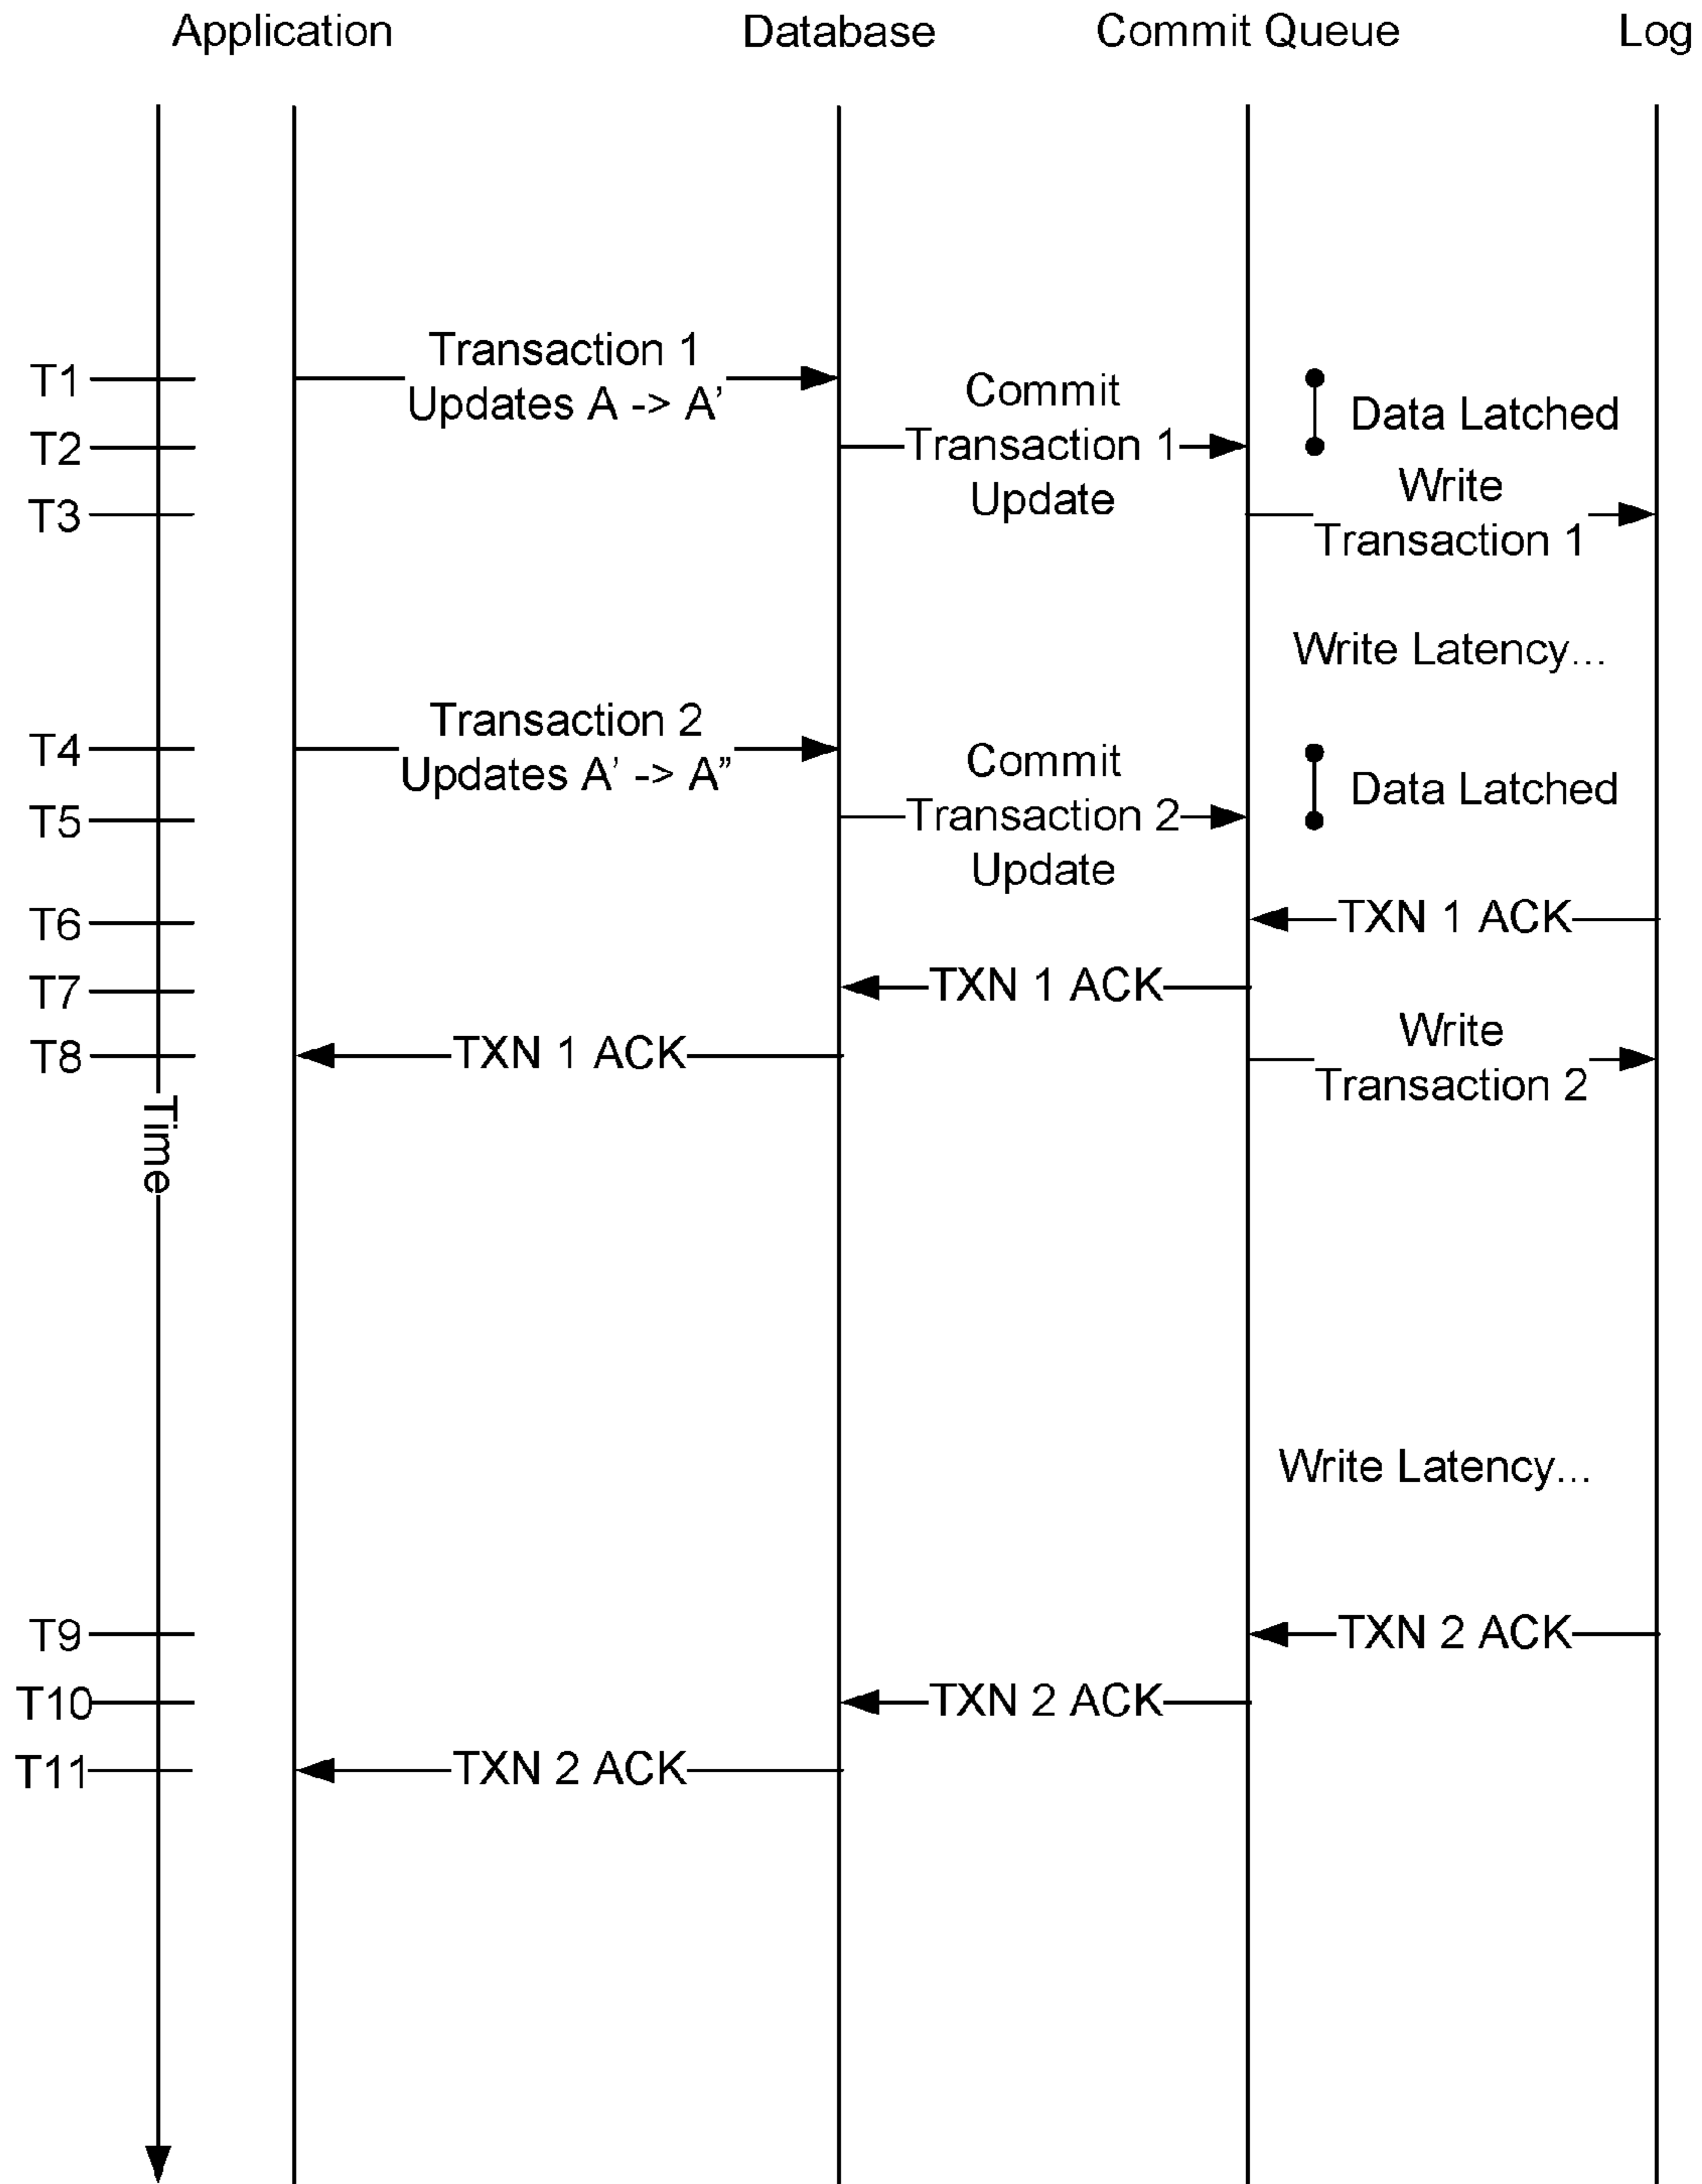 Application
Database
Commit Queue
Log
T1
Transaction 1
Updates A -> A’
T2
Commit
Transaction 1
Update
Data Latched
T3
Write
Transaction 1
Write Latency...
T4
Transaction 2
Updates A’ -> A”
T5
Commit
Transaction 2
Update
Data Latched
T6
TXN 1 ACK
T7
TXN 1 ACK
T8
TXN 1 ACK
Write
Transaction 2
Time
Write Latency...
T9
TXN 2 ACK
T10
TXN 2 ACK
T11
TXN 2 ACK